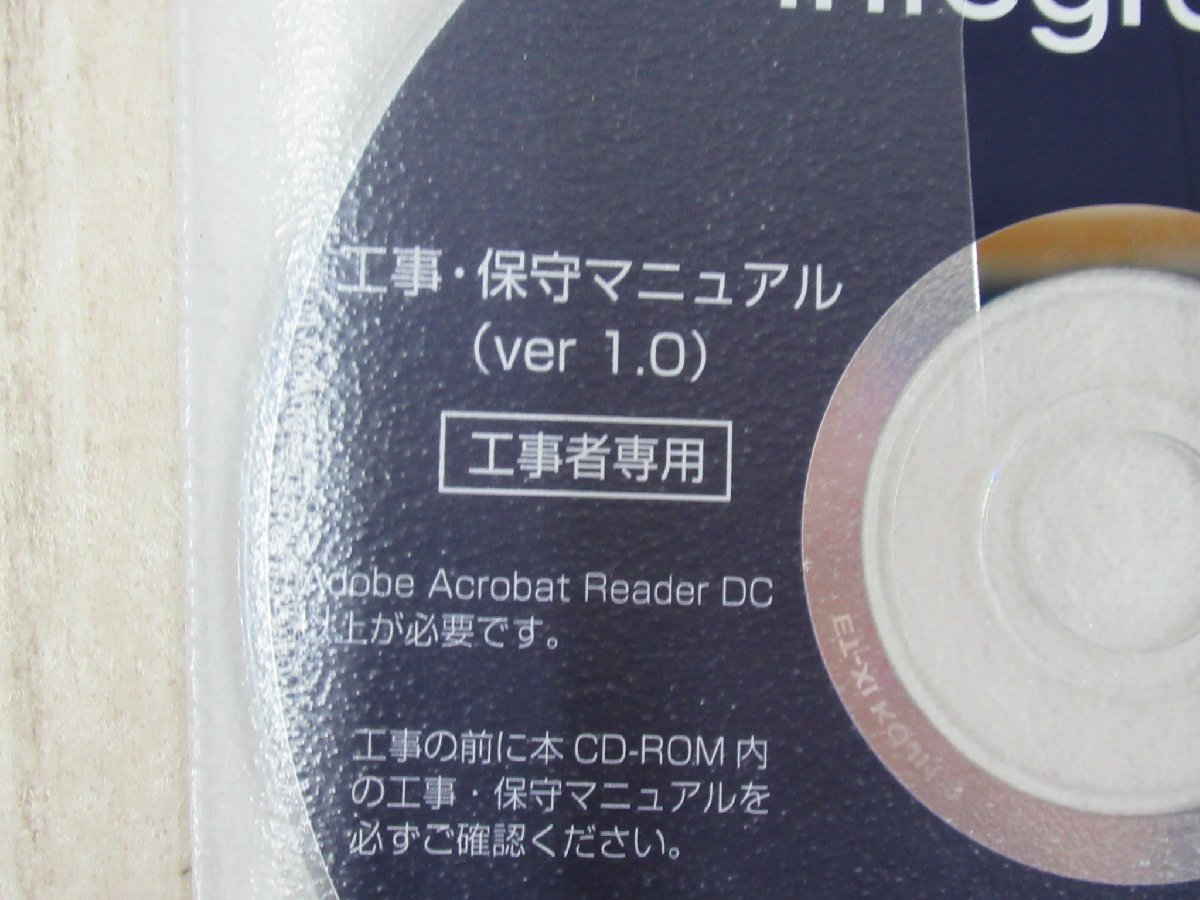 工事・保守マニュアル
(ver 1.0)
工事者専用
Adobe Acrobat Reader DC
以上が必要です。
工事の前に本 CD-ROM 内
の工事・保守マニュアルを
必ずご確認ください。
ET-iX KOUJI